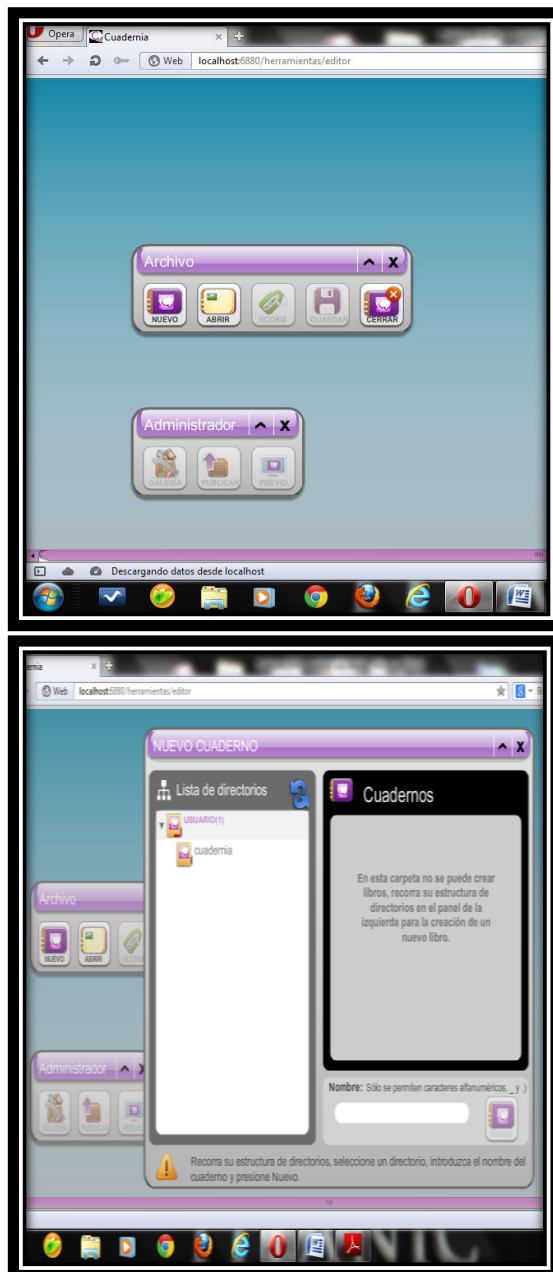 Opera
Cuadernia
Web localhost:6880/herramientas/editor
Archivo
NUEVO ABRIR SCORM GUARDAR CERRAR
Administrador
GALERÍA PUBLICAR PREVIO
Descargando datos desde localhost
Web localhost:6880/herramientas/editor
NUEVO CUADERNO
Lista de directorios
USUARIO(1)
cuadernia
Cuadernos
En esta carpeta no se puede crear
libros, recorra su estructura de
directorios en el panel de la
izquierda para la creación de un
nuevo libro.
Archivo
NUEVO ABRIR
Administrador
Nombre: Sólo se permiten caracteres alfanuméricos, _ y .)
Recorra su estructura de directorios, seleccione un directorio, introduzca el nombre del
cuaderno y presione Nuevo.